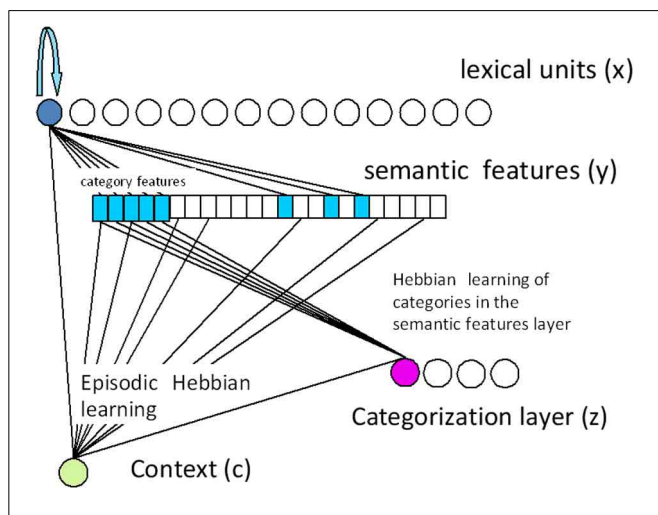 lexical units (x)
semantic features (y)
category features
Hebbian learning of
categories in the
semantic features layer
Episodic Hebbian
learning
Categorization layer (z)
Context (c)